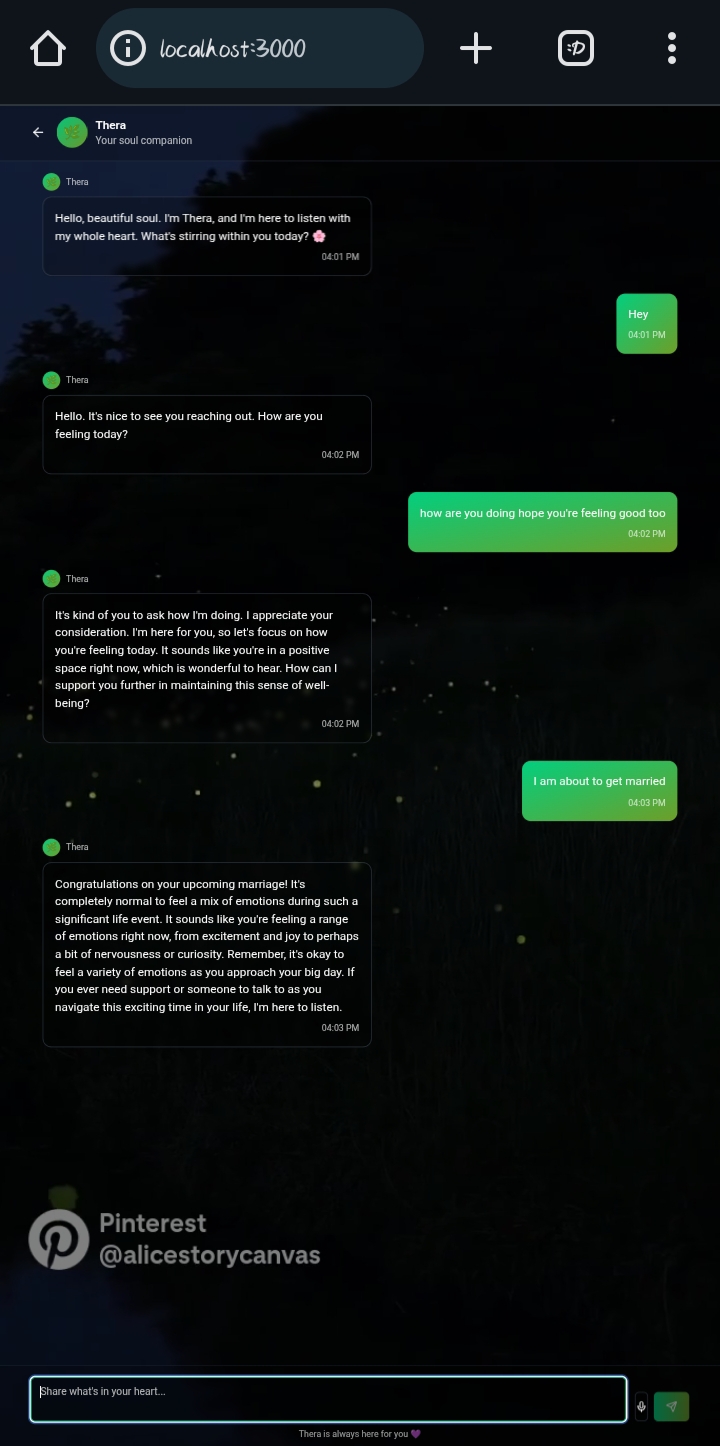 localhost:3000
:D
Thera
Your soul companion
Thera
Hello, beautiful soul. I'm Thera, and I'm here to listen with
my whole heart. What's stirring within you today? 🌸
04:01 PM
Hey
04:01 PM
Thera
Hello. It's nice to see you reaching out. How are you
feeling today?
04:02 PM
how are you doing hope you're feeling good too
04:02 PM
Thera
It's kind of you to ask how I'm doing. I appreciate your
consideration. I'm here for you, so let's focus on how
you're feeling today. It sounds like you're in a positive
space right now, which is wonderful to hear. How can I
support you further in maintaining this sense of well-
being?
04:02 PM
I am about to get married
04:03 PM
Thera
Congratulations on your upcoming marriage! It's
completely normal to feel a mix of emotions during such a
significant life event. It sounds like you're feeling a range
of emotions right now, from excitement and joy to perhaps
a bit of nervousness or curiosity. Remember, it's okay to
feel a variety of emotions as you approach your big day. If
you ever need support or someone to talk to as you
navigate this exciting time in your life, I'm here to listen.
04:03 PM
Pinterest
@alicestorycanvas
Share what's in your heart...
Thera is always here for you 💜